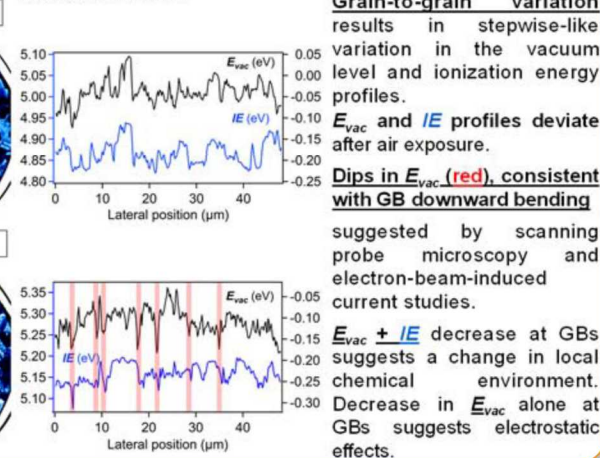 Grain-to-grain variation
results in stepwise-like
variation in the vacuum
level and ionization energy
profiles.
Evac and IE profiles deviate
after air exposure.
Dips in Evac (red), consistent
with GB downward bending
suggested by scanning
probe microscopy and
electron-beam-induced
current studies.
Evac + IE decrease at GBs
suggests a change in local
chemical environment.
Decrease in Evac alone at
GBs suggests electrostatic
effects.
5.10
5.05
5.00
4.95
4.90
4.85
4.80
Evac (eV)
IE (eV)
0.05
0.00
-0.05
-0.10
-0.15
-0.20
-0.25
0 10 20 30 40
Lateral position (μm)
5.35
5.30
5.25
5.20
5.15
5.10
Evac (eV)
IE (eV)
-0.05
-0.10
-0.15
-0.20
-0.25
-0.30
0 10 20 30 40
Lateral position (μm)